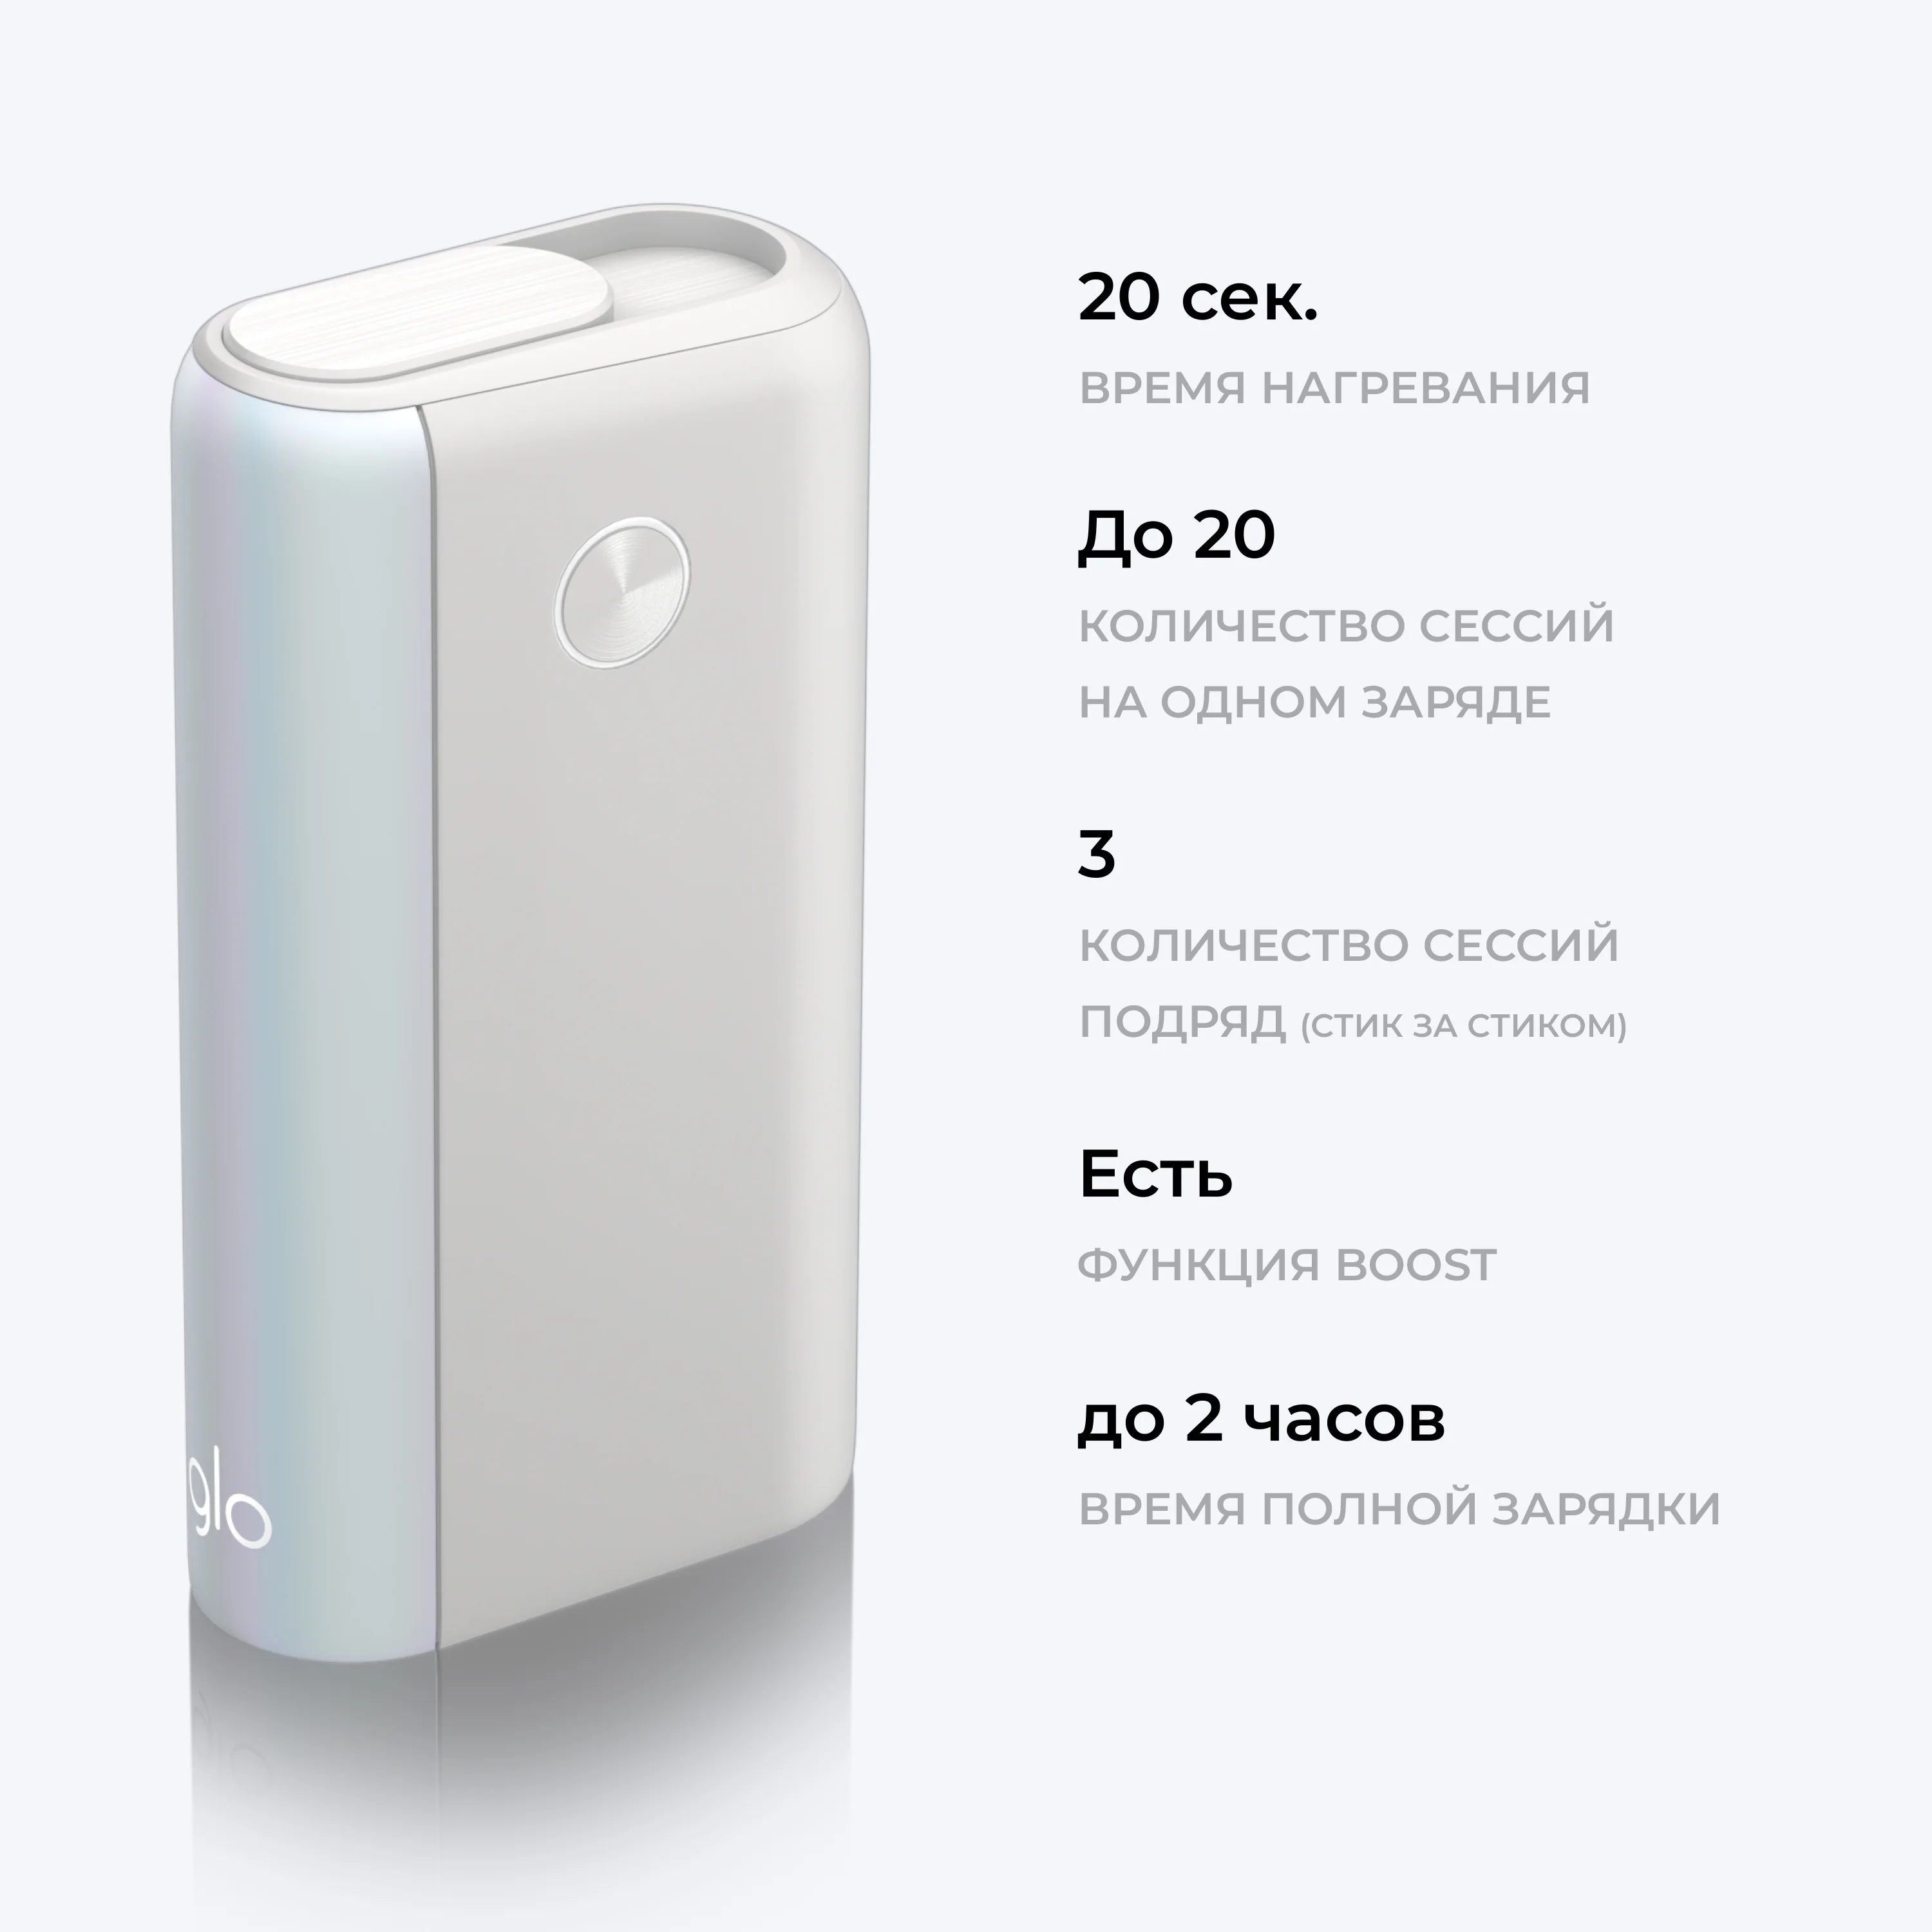 20 сек.
ВРЕМЯ НАГРЕВАНИЯ
До 20
КОЛИЧЕСТВО СЕССИЙ
НА ОДНОМ ЗАРЯДЕ
3
КОЛИЧЕСТВО СЕССИЙ
ПОДРЯД (СТИК ЗА СТИКОМ)
Есть
ФУНКЦИЯ BOOST
до 2 часов
ВРЕМЯ ПОЛНОЙ ЗАРЯДКИ
glo